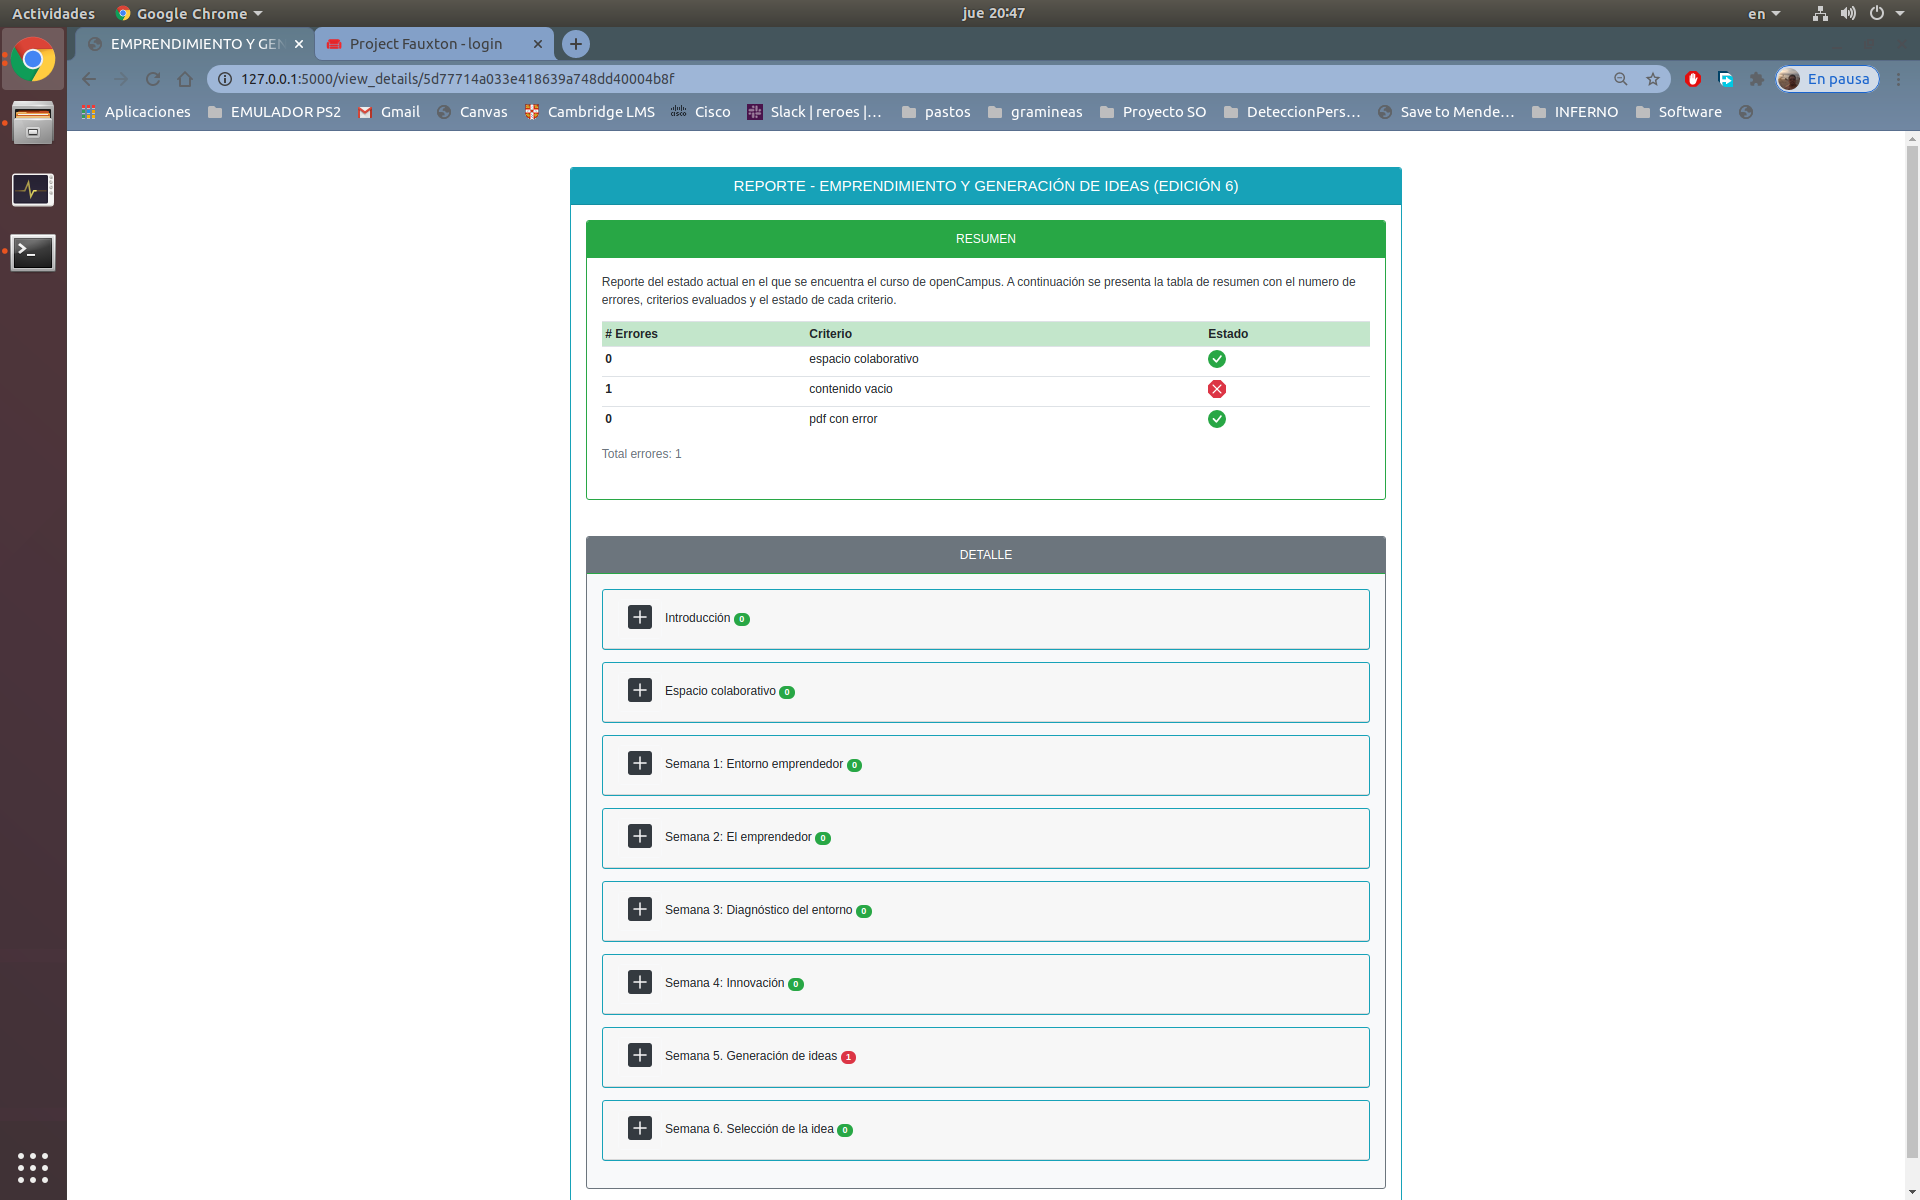 Actividades
Google Chrome
jue 20:47
en
EMPRENDIMIENTO Y GEN
Project Fauxton - login
127.0.0.1:5000/view_details/5d77714a033e418639a748dd40004b8f
En pausa
Aplicaciones
EMULADOR PS2
Gmail
Canvas
Cambridge LMS
Cisco
Slack | reroes |…
pastos
gramineas
Proyecto SO
DeteccionPers…
Save to Mende…
INFERNO
Software
REPORTE - EMPRENDIMIENTO Y GENERACIÓN DE IDEAS (EDICIÓN 6)
RESUMEN
Reporte del estado actual en el que se encuentra el curso de openCampus. A continuación se presenta la tabla de resumen con el numero de
errores, criterios evaluados y el estado de cada criterio.
# Errores Criterio Estado
0 espacio colaborativo
1 contenido vacio
0 pdf con error
Total errores: 1
DETALLE
Introducción 0
Espacio colaborativo 0
Semana 1: Entorno emprendedor 0
Semana 2: El emprendedor 0
Semana 3: Diagnóstico del entorno 0
Semana 4: Innovación 0
Semana 5. Generación de ideas 1
Semana 6. Selección de la idea 0